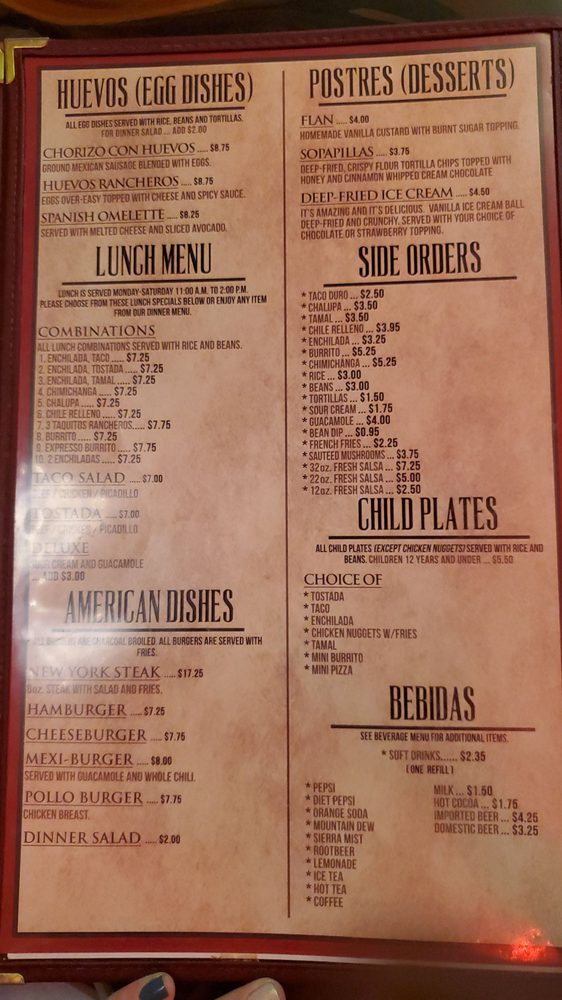 HUEVOS (EGG DISHES)
ALL EGG DISHES SERVED WITH RICE, BEANS AND TORTILLAS.
FOR DINNER SALAD ... ADD $2.00
CHORIZO CON HUEVOS ..... $8.75
GROUND MEXICAN SAUSAGE BLENDED WITH EGGS.
HUEVOS RANCHEROS ..... $8.75
EGGS OVER-EASY TOPPED WITH CHEESE AND SPICY SAUCE.
SPANISH OMELETTE ..... $8.25
SERVED WITH MELTED CHEESE AND SLICED AVOCADO.
LUNCH MENU
LUNCH IS SERVED MONDAY-SATURDAY 11:00 A.M. TO 2:00 P.M.
PLEASE CHOOSE FROM THESE LUNCH SPECIALS BELOW OR ENJOY ANY ITEM
FROM OUR DINNER MENU.
COMBINATIONS
ALL LUNCH COMBINATIONS SERVED WITH RICE AND BEANS.
1. ENCHILADA, TACO ..... $7.25
2. ENCHILADA, TOSTADA ..... $7.25
3. ENCHILADA, TAMAL ..... $7.25
4. CHIMICHANGA ..... $7.25
5. CHALUPA ..... $7.25
6. CHILE RELLENO ..... $7.25
7. 3 TAQUITOS RANCHEROS ..... $7.75
8. BURRITO ..... $7.25
9. EXPRESSO BURRITO ..... $7.75
10. 2 ENCHILADAS ..... $7.25
TACO SALAD ..... $7.00
/ CHICKEN / PICADILLO
TOSTADA ..... $7.00
/ CHICKEN / PICADILLO
DELUXE
SOUR CREAM AND GUACAMOLE
... ADD $3.00
AMERICAN DISHES
ARE CHARCOAL BROILED. ALL BURGERS ARE SERVED WITH
FRIES.
NEW YORK STEAK ..... $17.25
STEAK WITH SALAD AND FRIES.
HAMBURGER ..... $7.25
CHEESEBURGER ..... $7.75
MEXI-BURGER ..... $8.00
SERVED WITH GUACAMOLE AND WHOLE CHILI.
POLLO BURGER ..... $7.75
CHICKEN BREAST.
DINNER SALAD ..... $2.00
POSTRES (DESSERTS)
FLAN ..... $4.00
HOMEMADE VANILLA CUSTARD WITH BURNT SUGAR TOPPING.
SOPAPILLAS ..... $3.75
DEEP-FRIED, CRISPY FLOUR TORTILLA CHIPS TOPPED WITH
HONEY AND CINNAMON WHIPPED CREAM CHOCOLATE
DEEP-FRIED ICE CREAM ..... $4.50
IT'S AMAZING AND IT'S DELICIOUS. VANILLA ICE CREAM BALL
DEEP-FRIED AND CRUNCHY, SERVED WITH YOUR CHOICE OF
CHOCOLATE OR STRAWBERRY TOPPING.
SIDE ORDERS
* TACO DURO ... $2.50
* CHALUPA ... $3.50
* TAMAL ... $3.50
* CHILE RELLENO ... $3.95
* ENCHILADA ... $3.25
* BURRITO ... $5.25
* CHIMICHANGA ... $5.25
* RICE ... $3.00
* BEANS ... $3.00
* TORTILLAS ... $1.50
* SOUR CREAM ... $1.75
* GUACAMOLE ... $4.00
* BEAN DIP ... $0.95
* FRENCH FRIES ... $2.25
* SAUTEED MUSHROOMS ... $3.75
* 32oz. FRESH SALSA ... $7.25
* 22oz. FRESH SALSA ... $5.00
* 12oz. FRESH SALSA ... $2.50
CHILD PLATES
ALL CHILD PLATES (EXCEPT CHICKEN NUGGETS) SERVED WITH RICE AND
BEANS. CHILDREN 12 YEARS AND UNDER ... $5.50
CHOICE OF
* TOSTADA
* TACO
* ENCHILADA
* CHICKEN NUGGETS W/FRIES
* TAMAL
* MINI BURRITO
* MINI PIZZA
BEBIDAS
SEE BEVERAGE MENU FOR ADDITIONAL ITEMS.
* SOFT DRINKS...... $2.35
( ONE REFILL )
* PEPSI
* DIET PEPSI
* ORANGE SODA
* MOUNTAIN DEW
* SIERRA MIST
* ROOTBEER
* LEMONADE
* ICE TEA
* HOT TEA
* COFFEE
MILK ... $1.50
HOT COCOA ... $1.75
IMPORTED BEER ... $4.25
DOMESTIC BEER ... $3.25